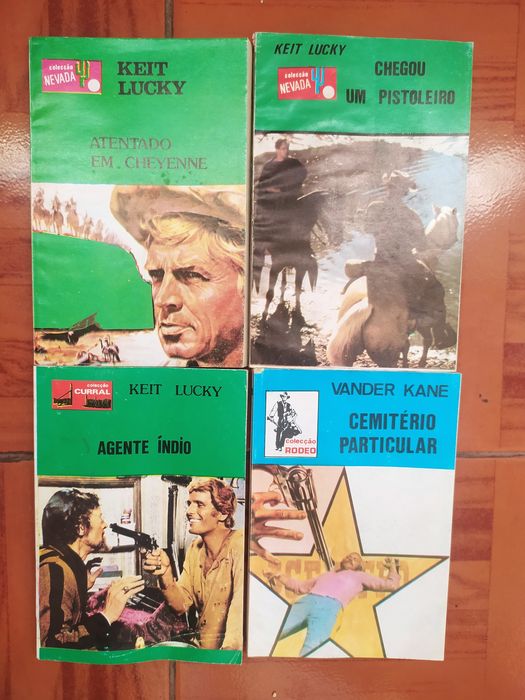 colecção
NEVADA
KEIT
LUCKY
ATENTADO
EM CHEYENNE
KEIT LUCKY
colecção
NEVADA
CHEGOU
UM PISTOLEIRO
colecção
CURRAL
KEIT LUCKY
AGENTE ÍNDIO
colecção
RODEO
VANDER KANE
CEMITÉRIO
PARTICULAR